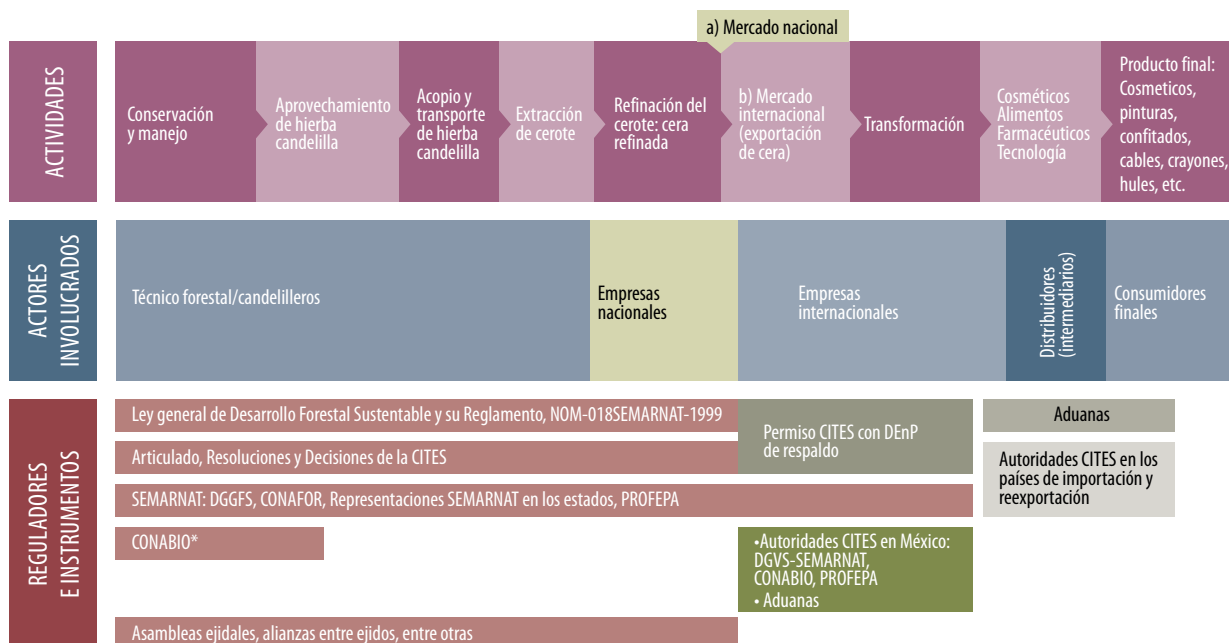 a) Mercado nacional
ACTIVIDADES
Conservación
y manejo
Aprovechamiento
de hierba
candelilla
Acopio y
transporte
de hierba
candelilla
Extracción
de cerote
Refinación del
cerote: cera
refinada
b) Mercado
internacional
(exportación
de cera)
Transformación
Cosméticos
Alimentos
Farmacéuticos
Tecnología
Producto final:
Cosmeticos,
pinturas,
confitados,
cables, crayones,
hules, etc.
ACTORES
INVOLUCRADOS
Técnico forestal/candelilleros
Empresas
nacionales
Empresas
internacionales
Distribuidores
(intermediarios)
Consumidores
finales
REGULADORES
E INSTRUMENTOS
Ley general de Desarrollo Forestal Sustentable y su Reglamento, NOM-018SEMARNAT-1999
Articulado, Resoluciones y Decisiones de la CITES
Permiso CITES con DEnP
de respaldo
Aduanas
Autoridades CITES en los
países de importación y
reexportación
SEMARNAT: DGGFS, CONAFOR, Representaciones SEMARNAT en los estados, PROFEPA
CONABIO*
•Autoridades CITES en México:
DGVS-SEMARNAT,
CONABIO, PROFEPA
• Aduanas
Asambleas ejidales, alianzas entre ejidos, entre otras